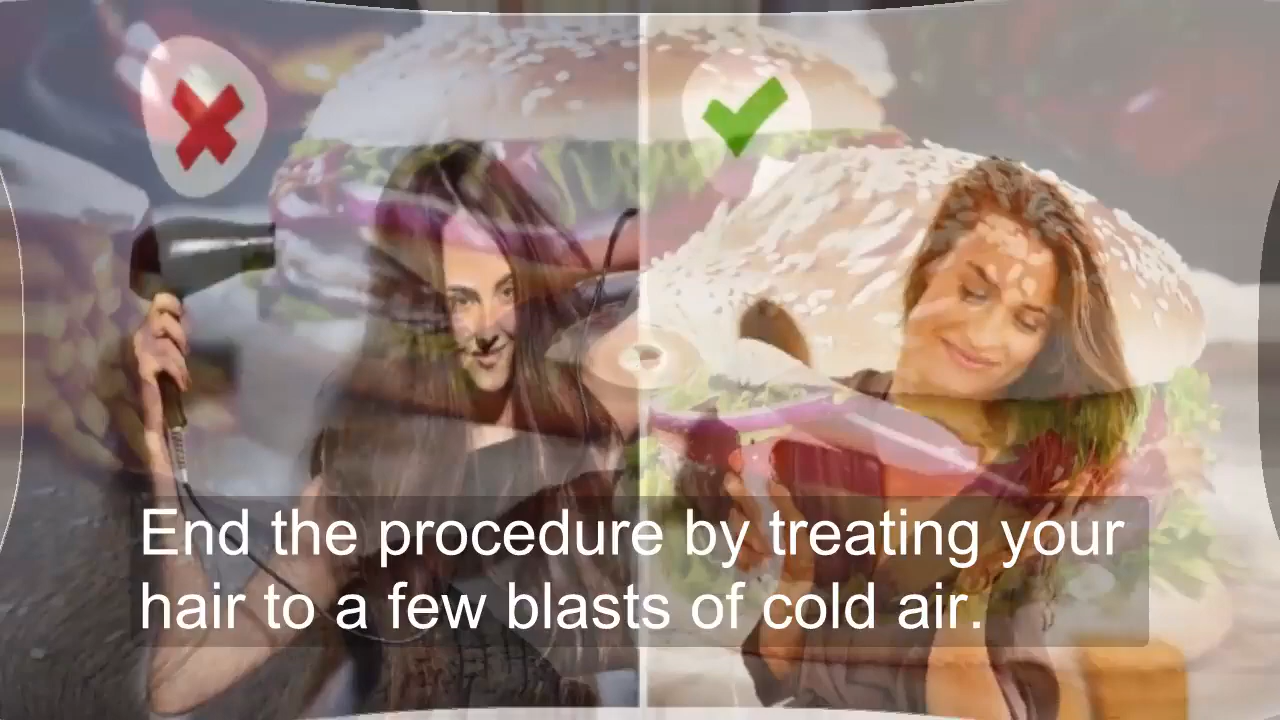 End the procedure by treating your
hair to a few blasts of cold air.